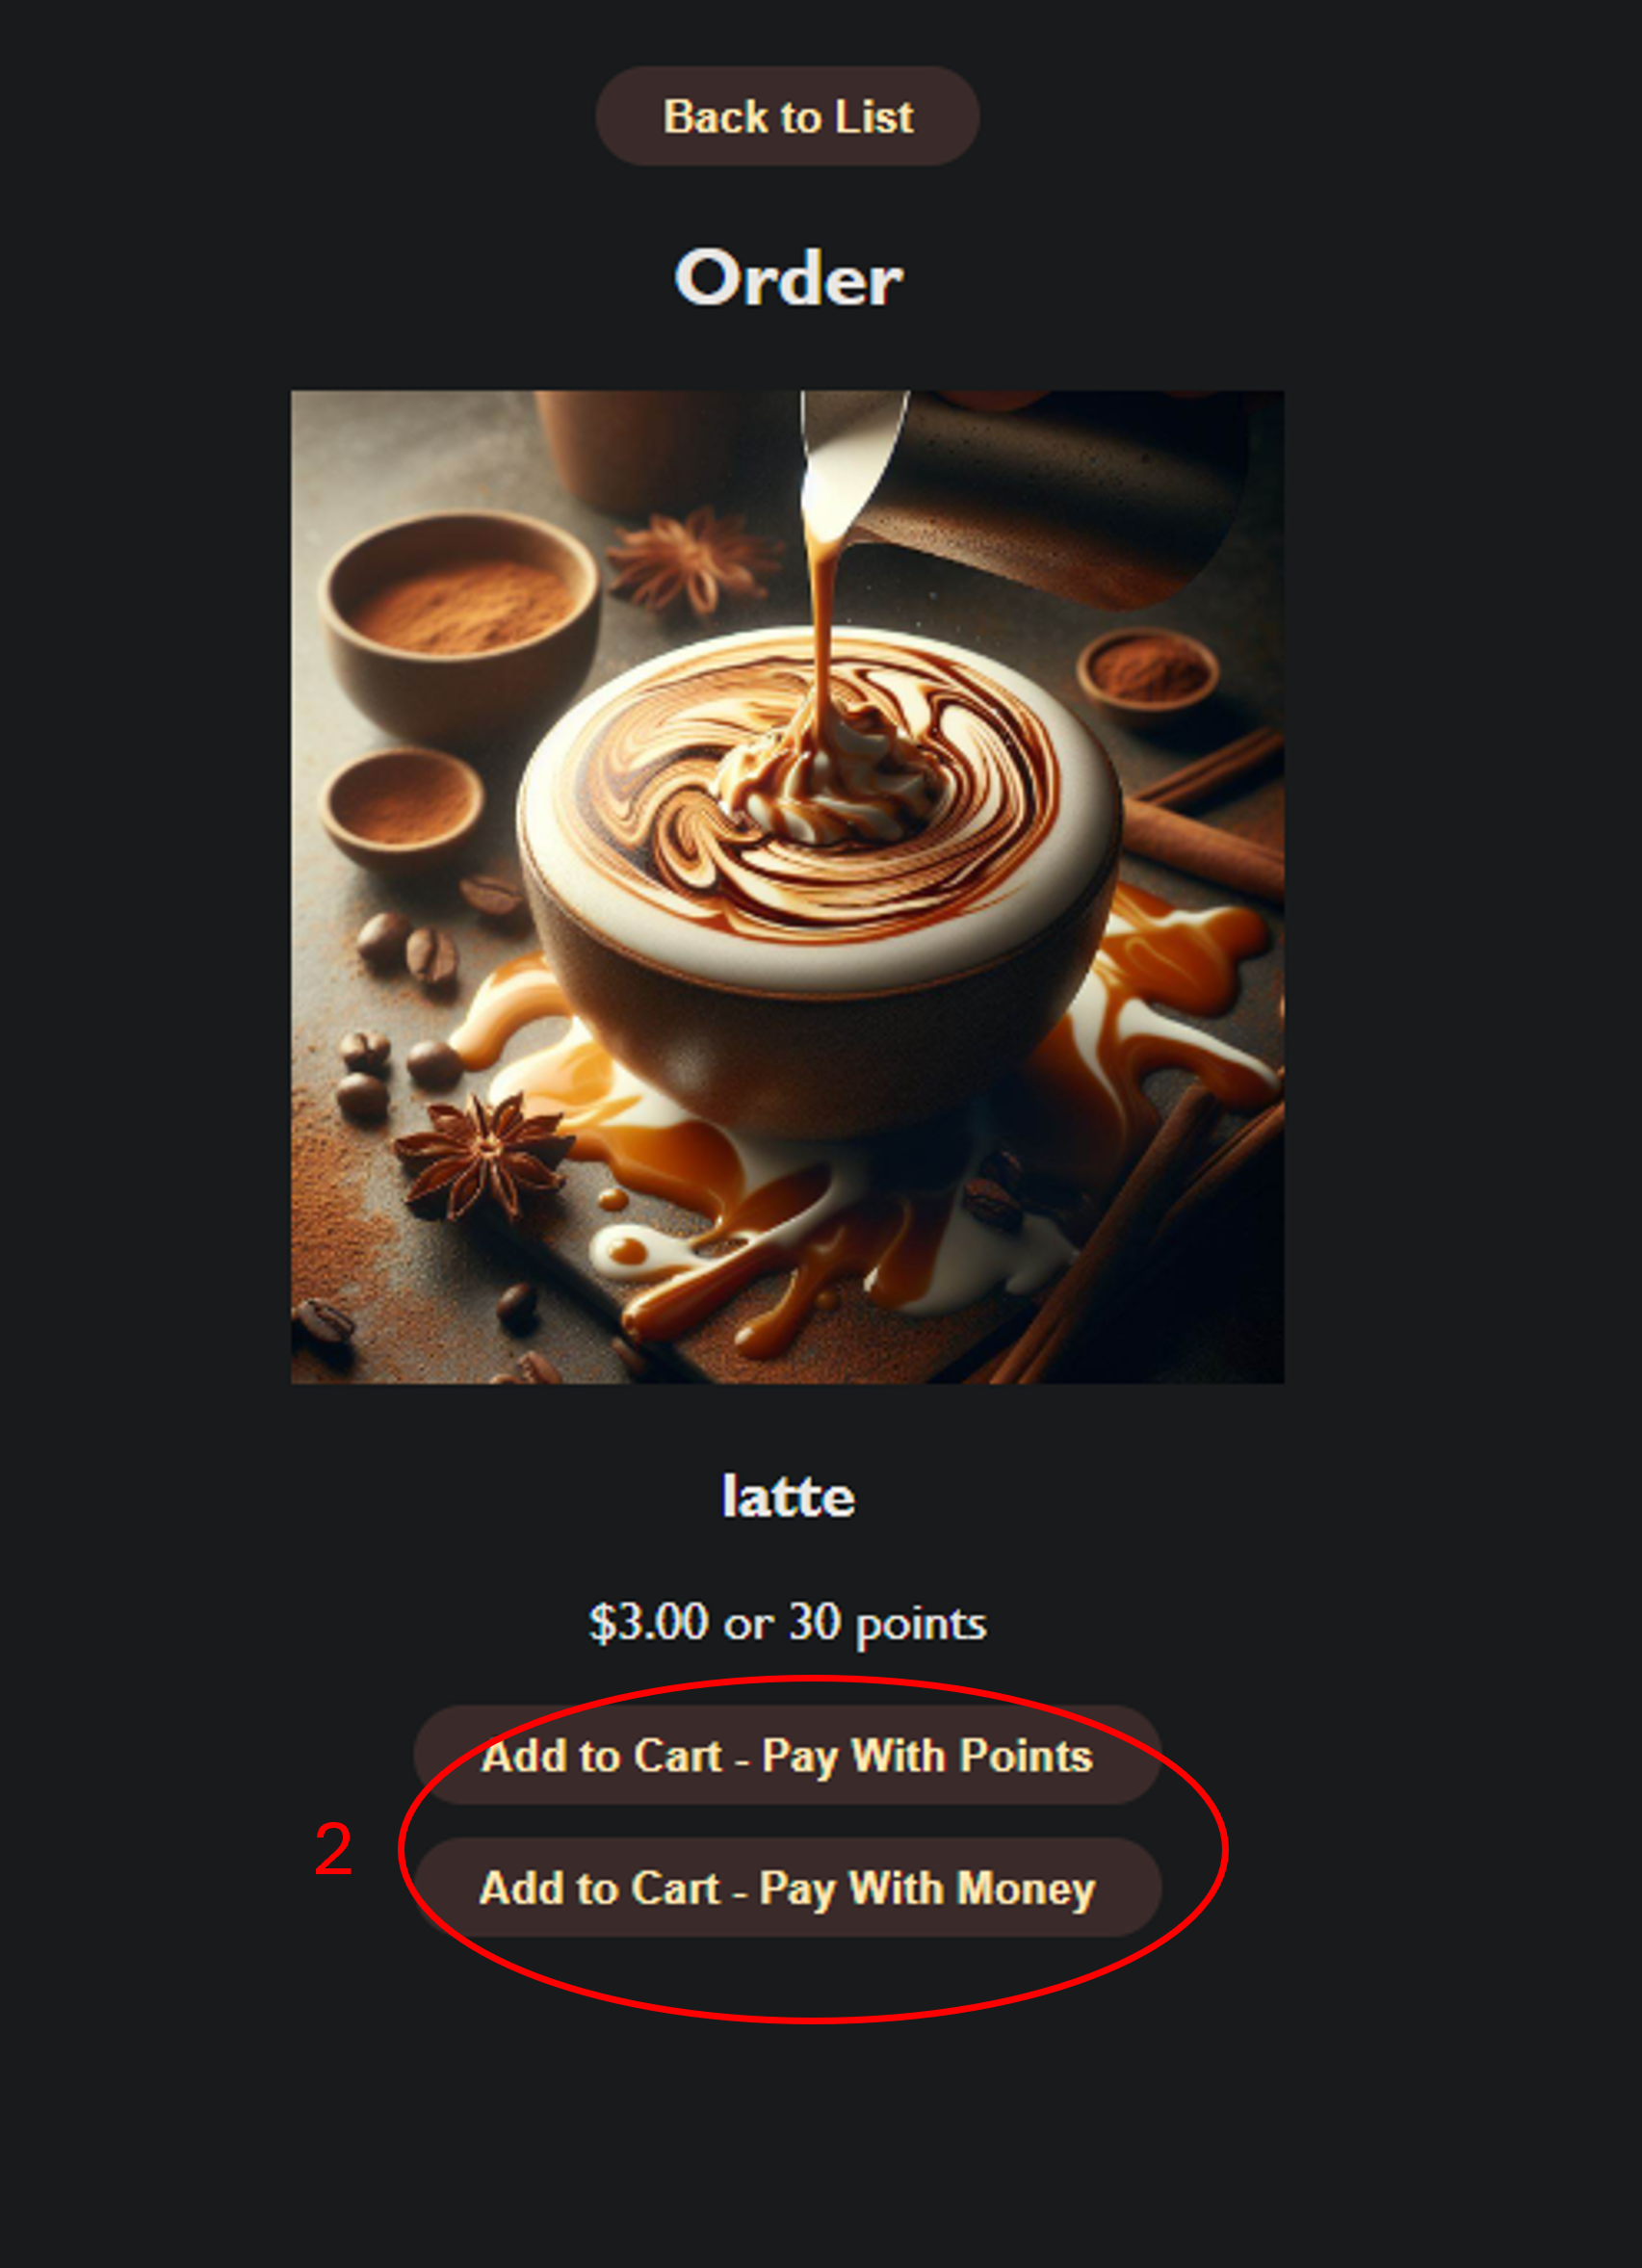 Back to List
Order
latte
$3.00 or 30 points
Add to Cart - Pay With Points
2
Add to Cart - Pay With Money